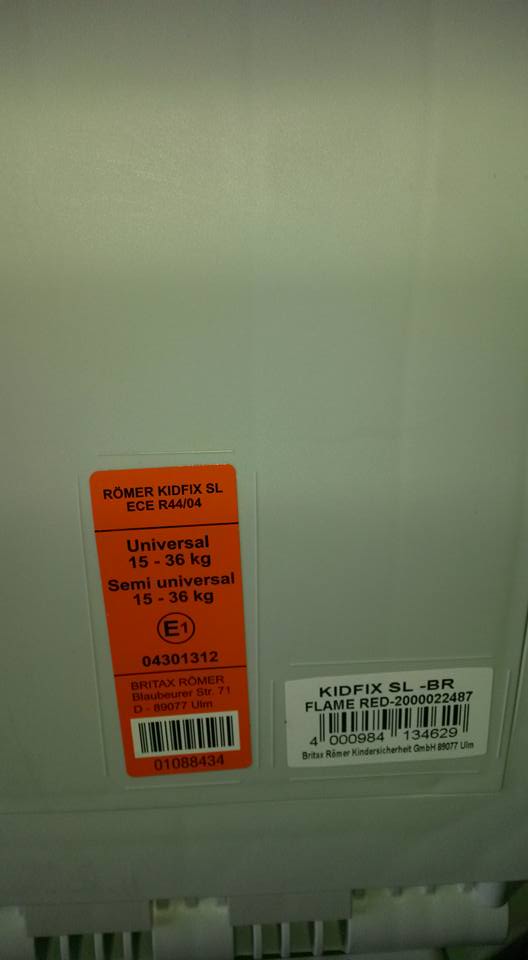 RÖMER KIDFIX SL
ECE R44/04
Universal
15 - 36 kg
Semi universal
15 - 36 kg
E1
04301312
BRITAX RÖMER
Blaubeurer Str. 71
D - 89077 Ulm
01088434
KIDFIX SL -BR
FLAME RED-2000022487
4 000984 134629
Britax Römer Kindersicherheit GmbH 89077 Ulm